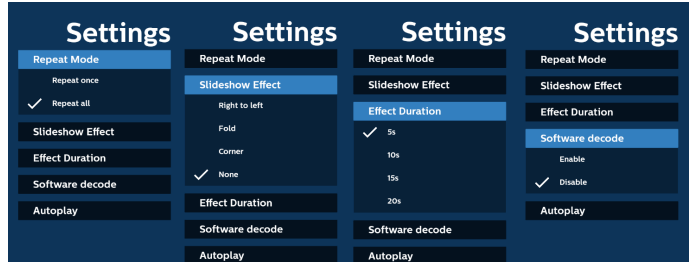 Settings
Repeat Mode
Repeat once
Repeat all
Slideshow Effect
Effect Duration
Software decode
Autoplay
Settings
Repeat Mode
Slideshow Effect
Right to left
Fold
Corner
None
Effect Duration
Software decode
Autoplay
Settings
Repeat Mode
Slideshow Effect
Effect Duration
5s
10s
15s
20s
Software decode
Autoplay
Settings
Repeat Mode
Slideshow Effect
Effect Duration
Software decode
Enable
Disable
Autoplay